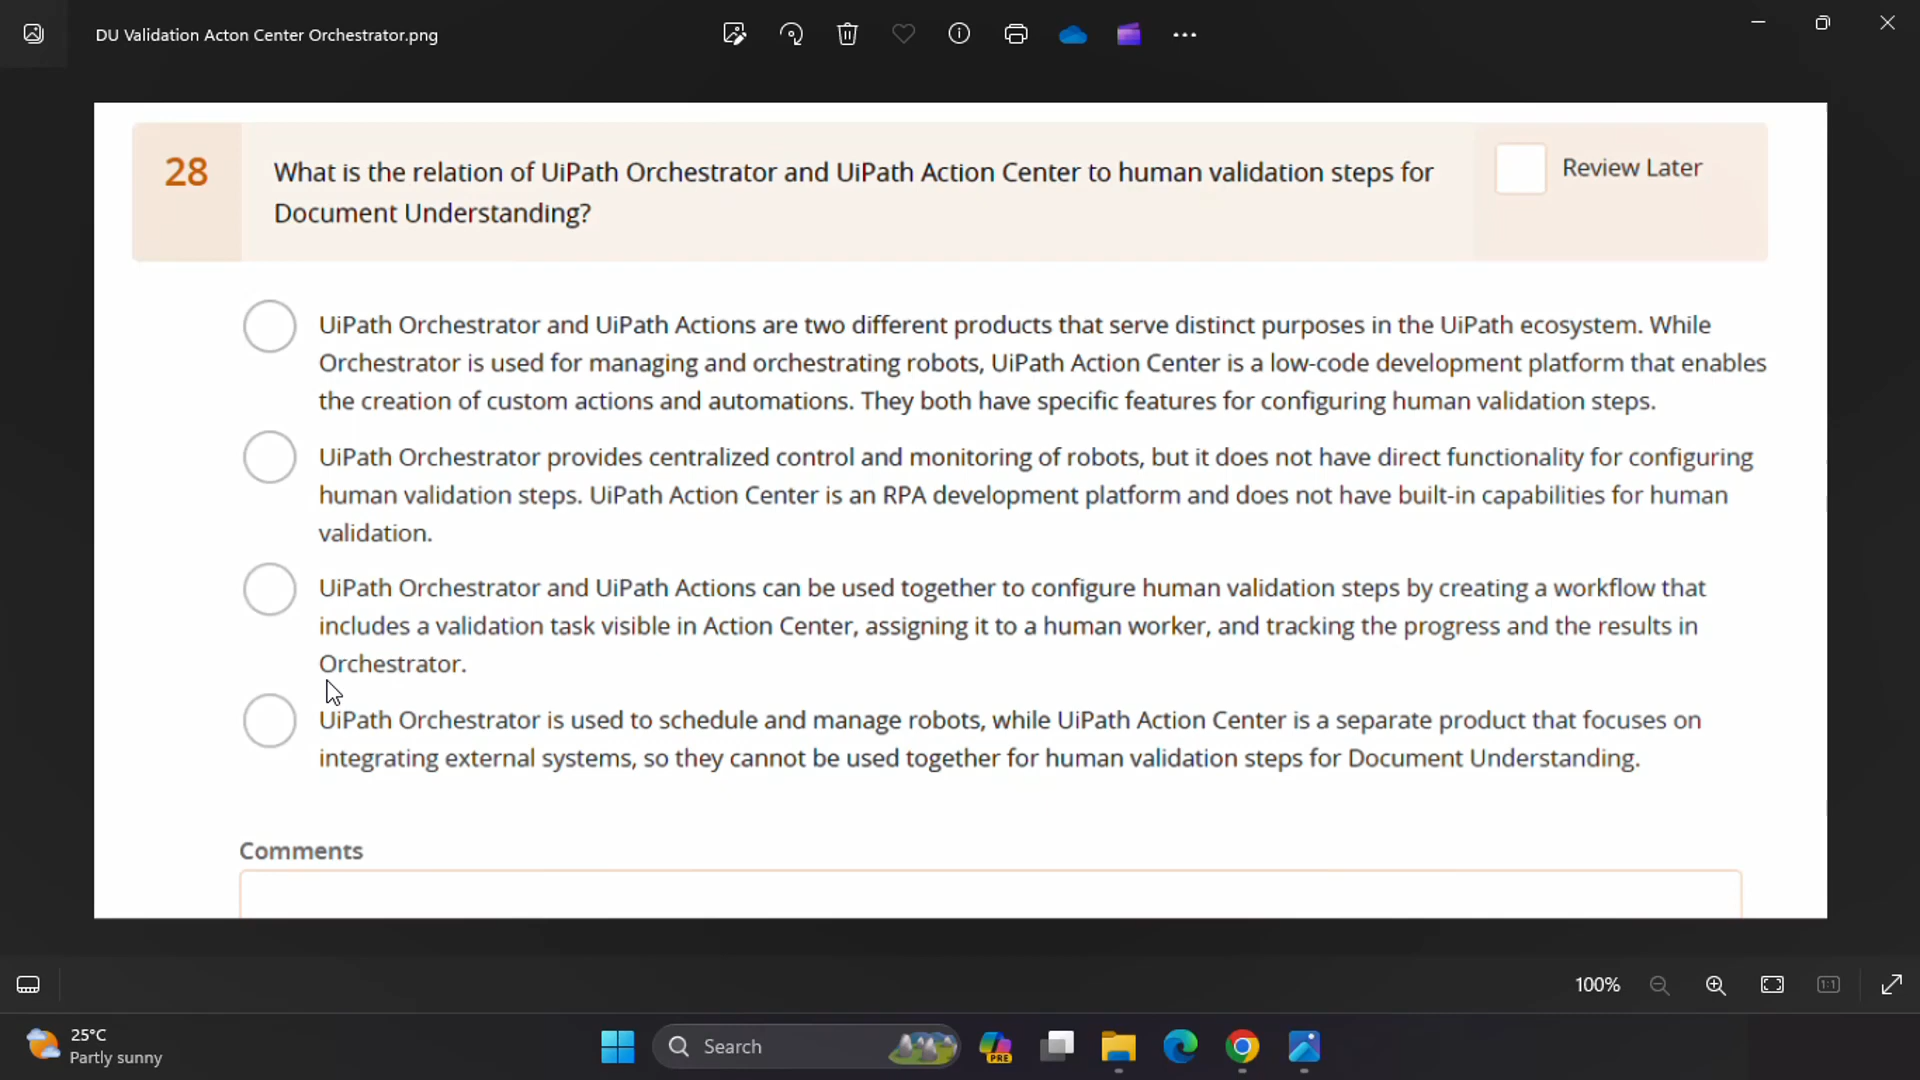 DU Validation Acton Center Orchestrator.png
28
What is the relation of UiPath Orchestrator and UiPath Action Center to human validation steps for
Document Understanding?
Review Later
UiPath Orchestrator and UiPath Actions are two different products that serve distinct purposes in the UiPath ecosystem. While
Orchestrator is used for managing and orchestrating robots, UiPath Action Center is a low-code development platform that enables
the creation of custom actions and automations. They both have specific features for configuring human validation steps.
UiPath Orchestrator provides centralized control and monitoring of robots, but it does not have direct functionality for configuring
human validation steps. UiPath Action Center is an RPA development platform and does not have built-in capabilities for human
validation.
UiPath Orchestrator and UiPath Actions can be used together to configure human validation steps by creating a workflow that
includes a validation task visible in Action Center, assigning it to a human worker, and tracking the progress and the results in
Orchestrator.
UiPath Orchestrator is used to schedule and manage robots, while UiPath Action Center is a separate product that focuses on
integrating external systems, so they cannot be used together for human validation steps for Document Understanding.
Comments
100%
1:1
25°C
Partly sunny
Search
PRE